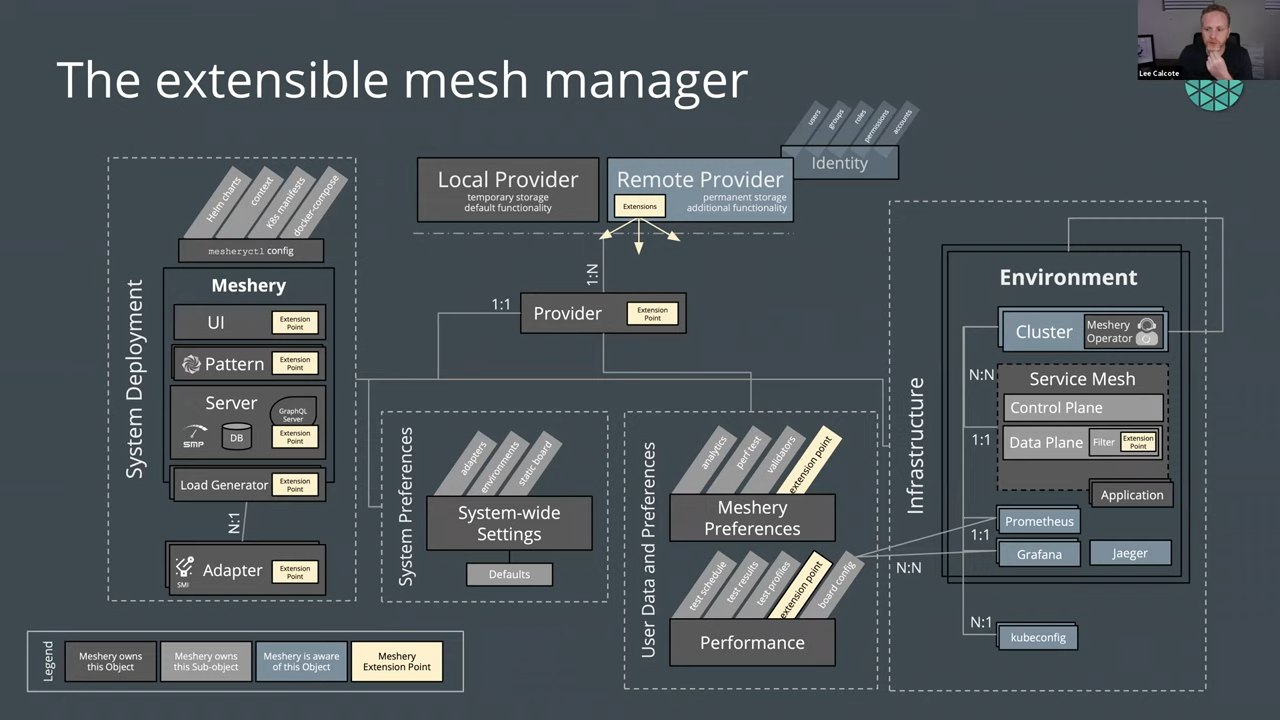 The extensible mesh manager
Lee Calcote
users
groups
roles
permissions
accounts
Identity
Local Provider
temporary storage
default functionality
Remote Provider
permanent storage
additional functionality
Extensions
1:N
1:1
Provider
Extension
Point
System Deployment
Helm charts
context
K8s manifests
docker-compose
mesheryctl config
Meshery
UI
Extension
Point
Pattern
Extension
Point
Server
GraphQL
Server
SMP
DB
Extension
Point
Load Generator
Extension
Point
N:1
SMI
Adapter
Extension
Point
System Preferences
adapters
environments
static board
System-wide
Settings
Defaults
User Data and Preferences
analytics
perf test
validators
extension point
Meshery
Preferences
test schedule
test results
test profiles
extension point
board config
Performance
N:N
Infrastructure
Environment
Cluster
Meshery
Operator
N:N
Service Mesh
Control Plane
1:1
Data Plane
Filter
Extension
Point
Application
Prometheus
1:1
Grafana
Jaeger
N:1
kubeconfig
Legend
Meshery owns
this Object
Meshery owns
this Sub-object
Meshery is aware
of this Object
Meshery
Extension Point